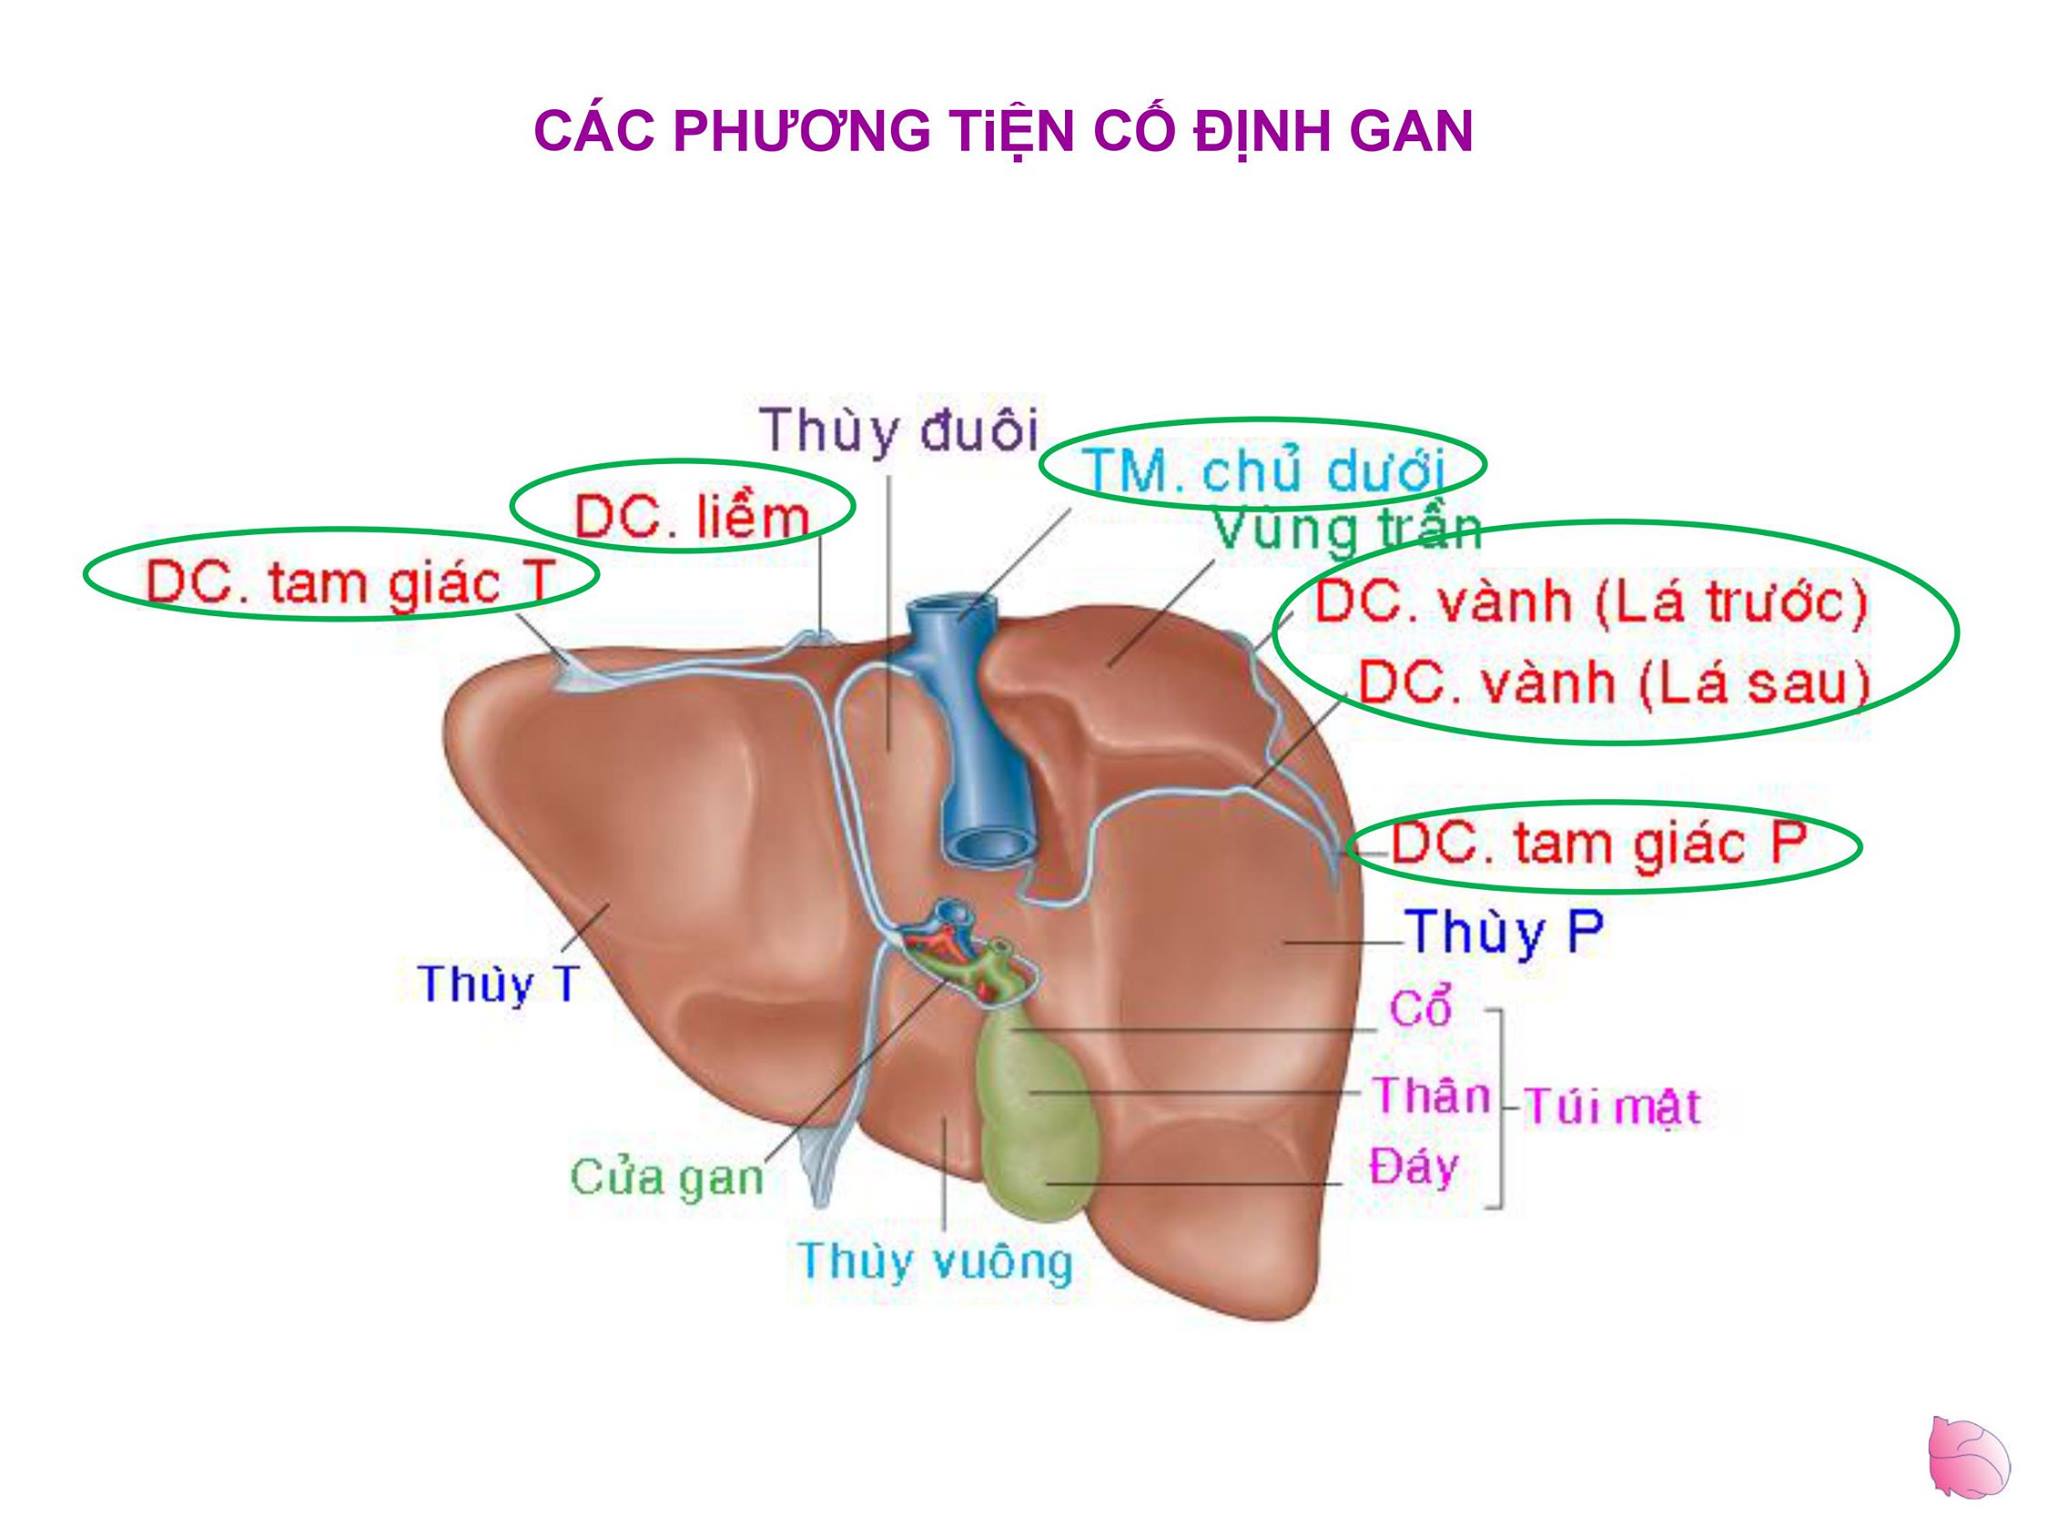 CÁC PHƯƠNG TiỆN CỐ ĐỊNH GAN
Thùy đuôi
TM. chủ dưới
DC. liềm
Vùng trần
DC. tam giác T
DC. vành (Lá trước)
DC. vành (Lá sau)
DC. tam giác P
Thùy P
Thùy T
Cổ
Thân
Túi mật
Đáy
Cửa gan
Thùy vuông